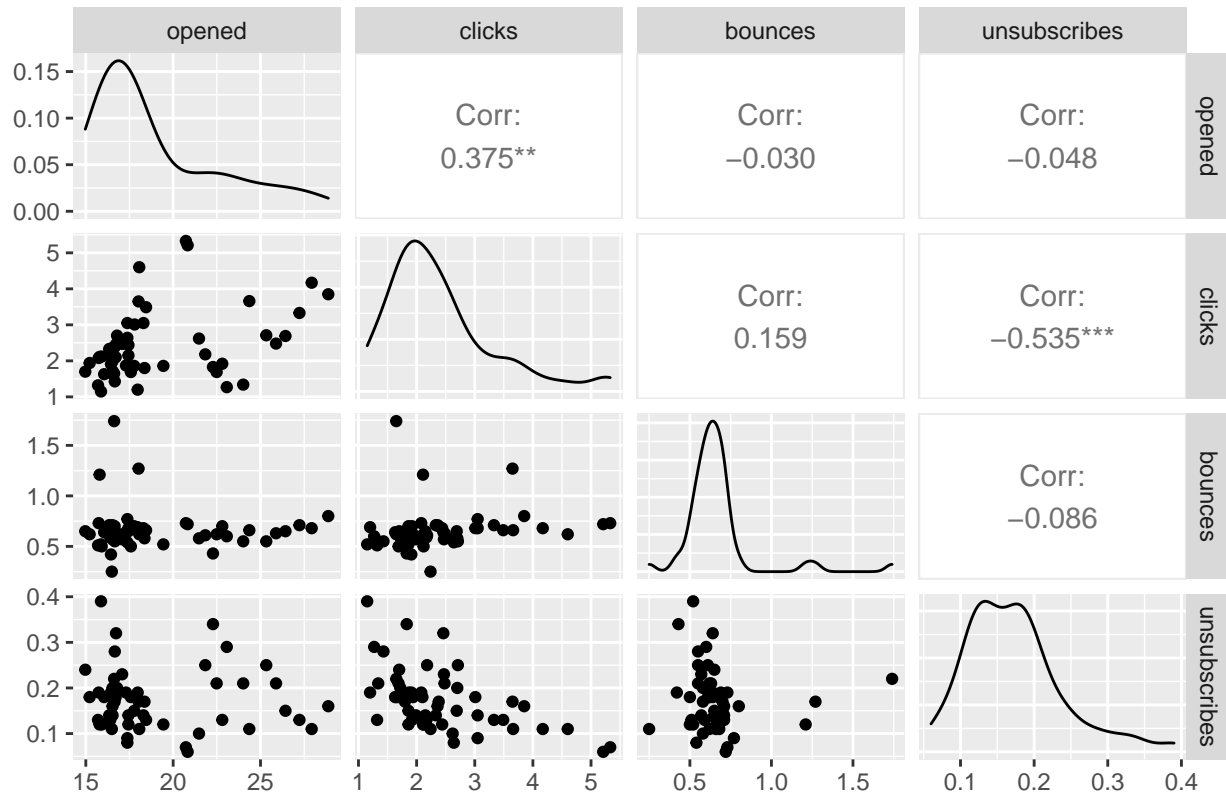 opened clicks bounces unsubscribes
0.15
0.10
0.05
0.00
Corr:
0.375**
Corr:
−0.030
Corr:
−0.048
opened
5
4
3
2
1
Corr:
0.159
Corr:
−0.535***
clicks
1.5
1.0
0.5
Corr:
−0.086
bounces
0.4
0.3
0.2
0.1
unsubscribes
15 20 25 1 2 3 4 5 0.5 1.0 1.5 0.1 0.2 0.3 0.4